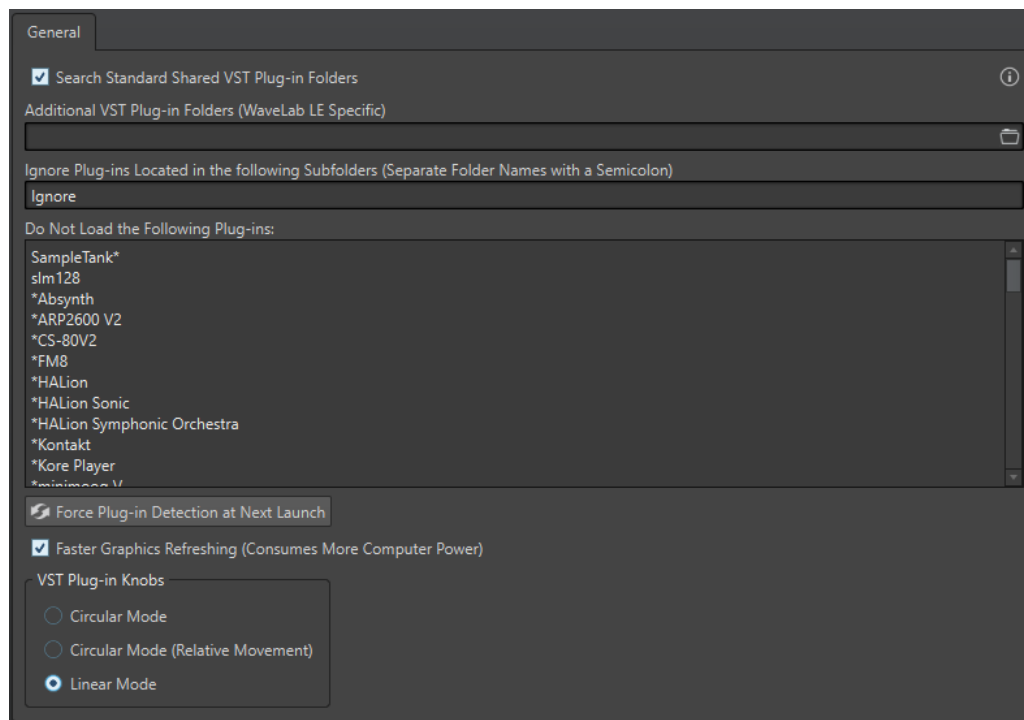 General
Search Standard Shared VST Plug-in Folders
Additional VST Plug-in Folders (WaveLab LE Specific)
Ignore Plug-ins Located in the following Subfolders (Separate Folder Names with a Semicolon)
Ignore
Do Not Load the Following Plug-ins:
SampleTank*
slm128
*Absynth
*ARP2600 V2
*CS-80V2
*FM8
*HALion
*HALion Sonic
*HALion Symphonic Orchestra
*Kontakt
*Kore Player
*minimoog V
Force Plug-in Detection at Next Launch
Faster Graphics Refreshing (Consumes More Computer Power)
VST Plug-in Knobs
Circular Mode
Circular Mode (Relative Movement)
Linear Mode